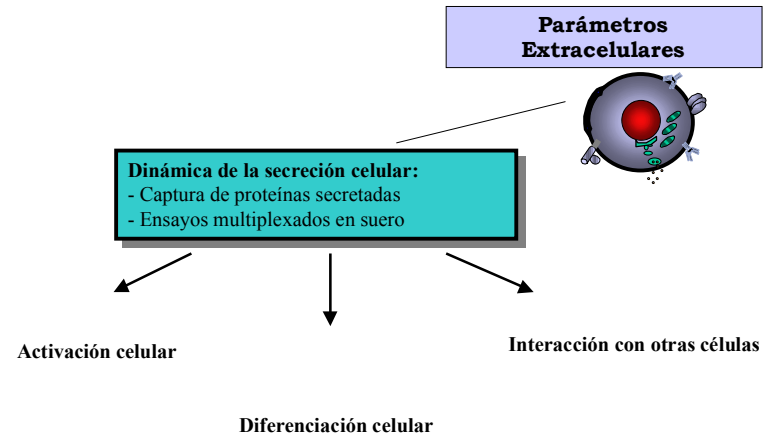 Parámetros
Extracelulares
Dinámica de la secreción celular:
- Captura de proteínas secretadas
- Ensayos multiplexados en suero
Activación celular
Interacción con otras células
Diferenciación celular